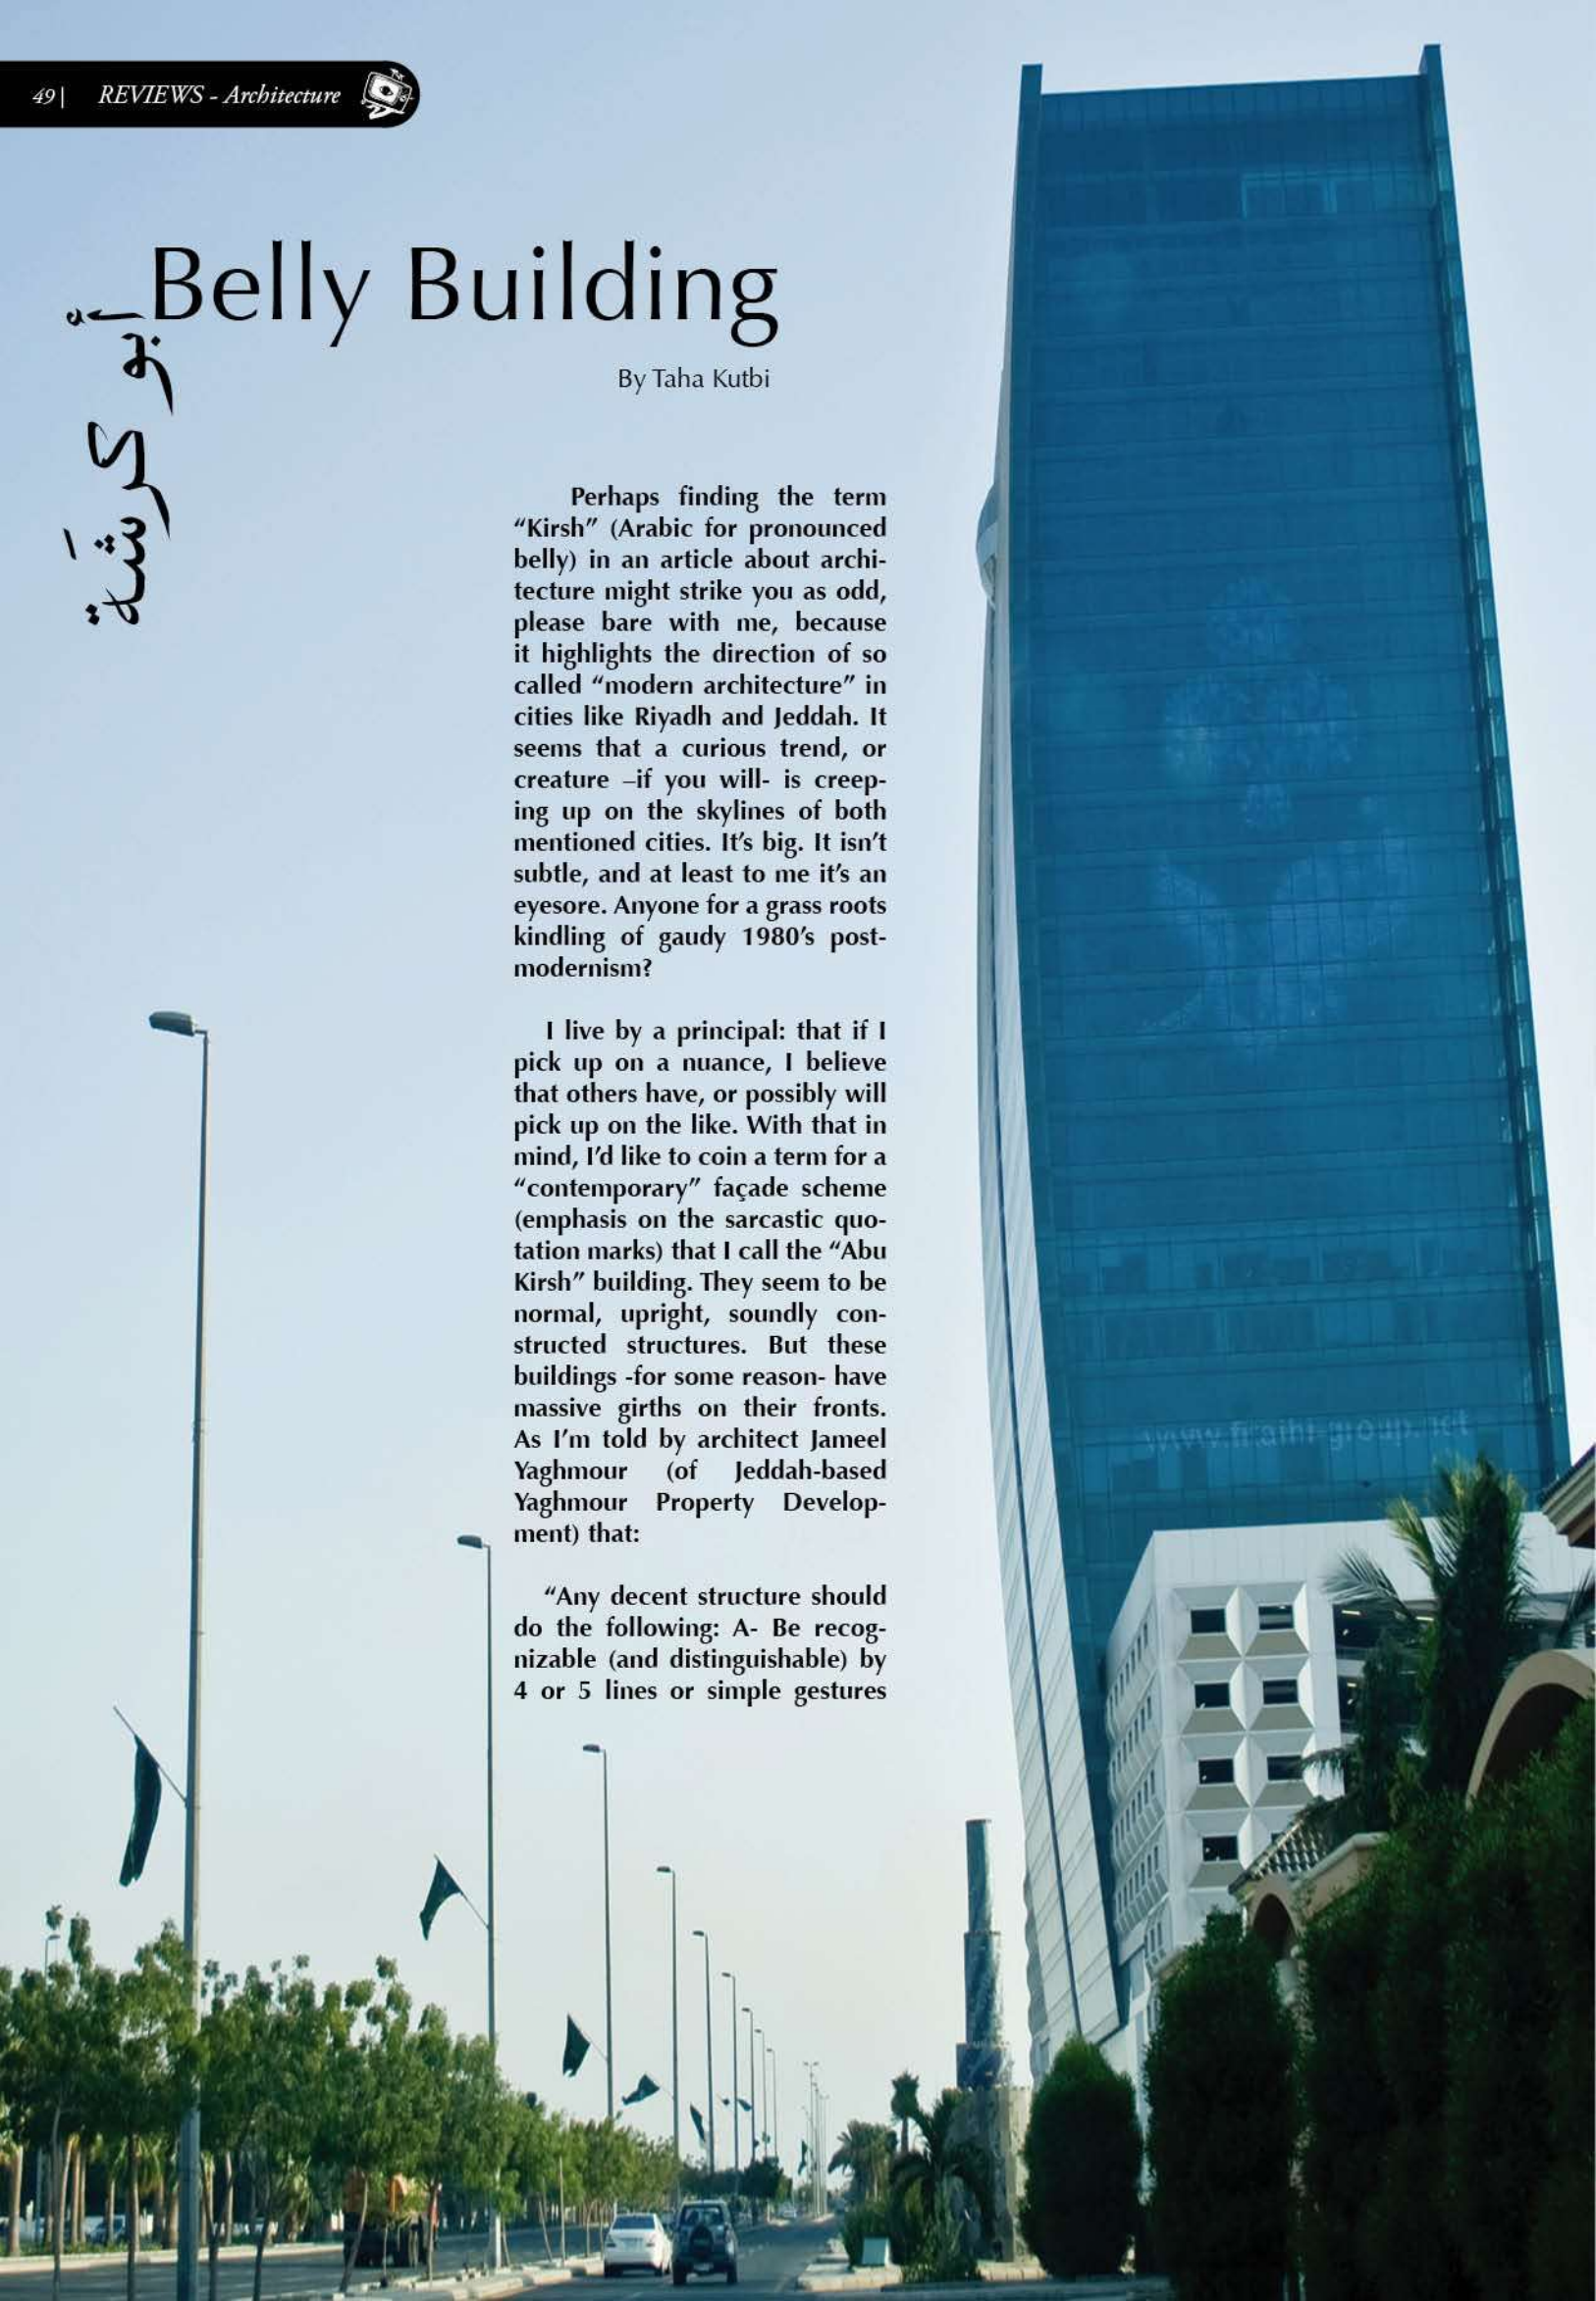 49 | REVIEWS - Architecture
Belly Building
أبو كرشَة
By Taha Kutbi
Perhaps finding the term
“Kirsh” (Arabic for pronounced
belly) in an article about archi-
tecture might strike you as odd,
please bare with me, because
it highlights the direction of so
called “modern architecture” in
cities like Riyadh and Jeddah. It
seems that a curious trend, or
creature –if you will- is creep-
ing up on the skylines of both
mentioned cities. It’s big. It isn’t
subtle, and at least to me it’s an
eyesore. Anyone for a grass roots
kindling of gaudy 1980’s post-
modernism?
I live by a principal: that if I
pick up on a nuance, I believe
that others have, or possibly will
pick up on the like. With that in
mind, I’d like to coin a term for a
“contemporary” façade scheme
(emphasis on the sarcastic quo-
tation marks) that I call the “Abu
Kirsh” building. They seem to be
normal, upright, soundly con-
structed structures. But these
buildings -for some reason- have
massive girths on their fronts.
As I’m told by architect Jameel
Yaghmour (of Jeddah-based
Yaghmour Property Develop-
ment) that:
“Any decent structure should
do the following: A- Be recog-
nizable (and distinguishable) by
4 or 5 lines or simple gestures